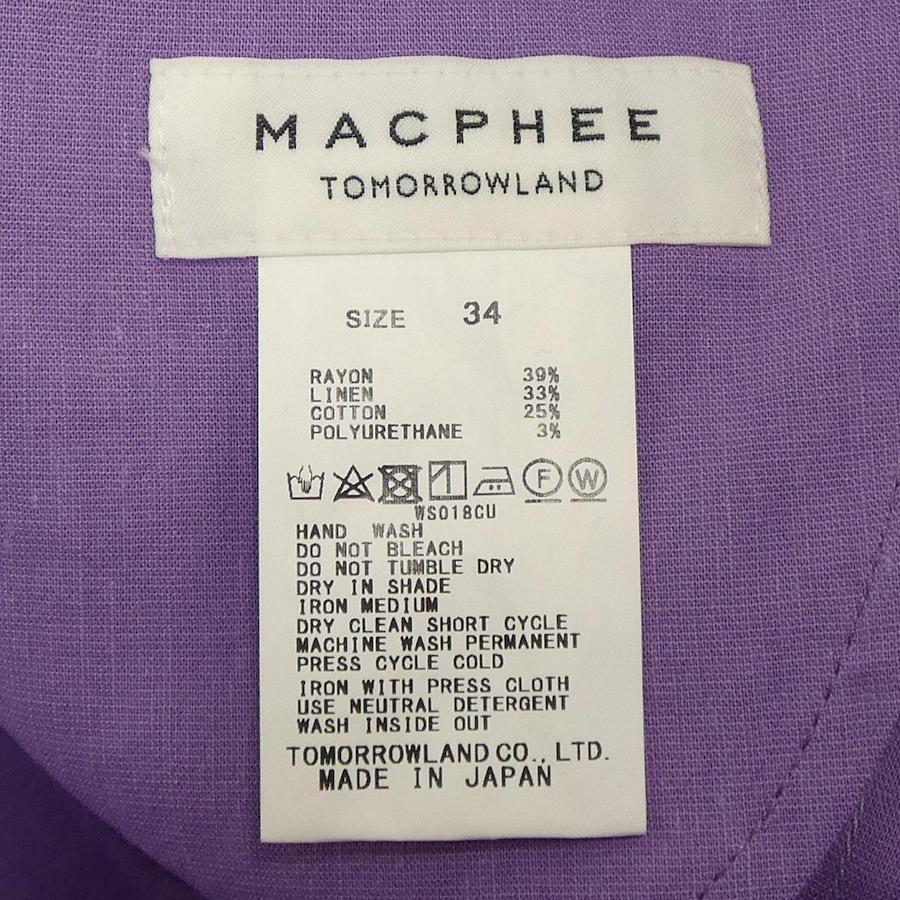 MACPHEE
TOMORROWLAND
SIZE 34
RAYON 39%
LINEN 33%
COTTON 25%
POLYURETHANE 3%
F W
WS018CU
HAND WASH
DO NOT BLEACH
DO NOT TUMBLE DRY
DRY IN SHADE
IRON MEDIUM
DRY CLEAN SHORT CYCLE
MACHINE WASH PERMANENT
PRESS CYCLE COLD
IRON WITH PRESS CLOTH
USE NEUTRAL DETERGENT
WASH INSIDE OUT
TOMORROWLAND CO., LTD.
MADE IN JAPAN